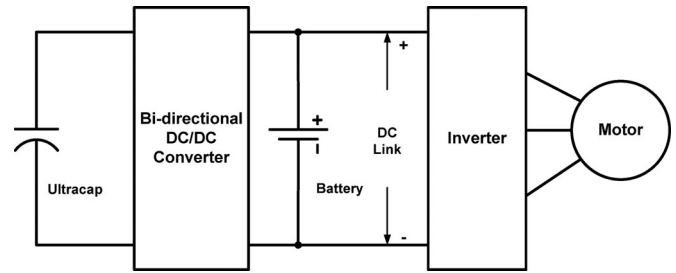 Ultracap
Bi-directional
DC/DC
Converter
+
Battery
+
DC
Link
-
Inverter
Motor